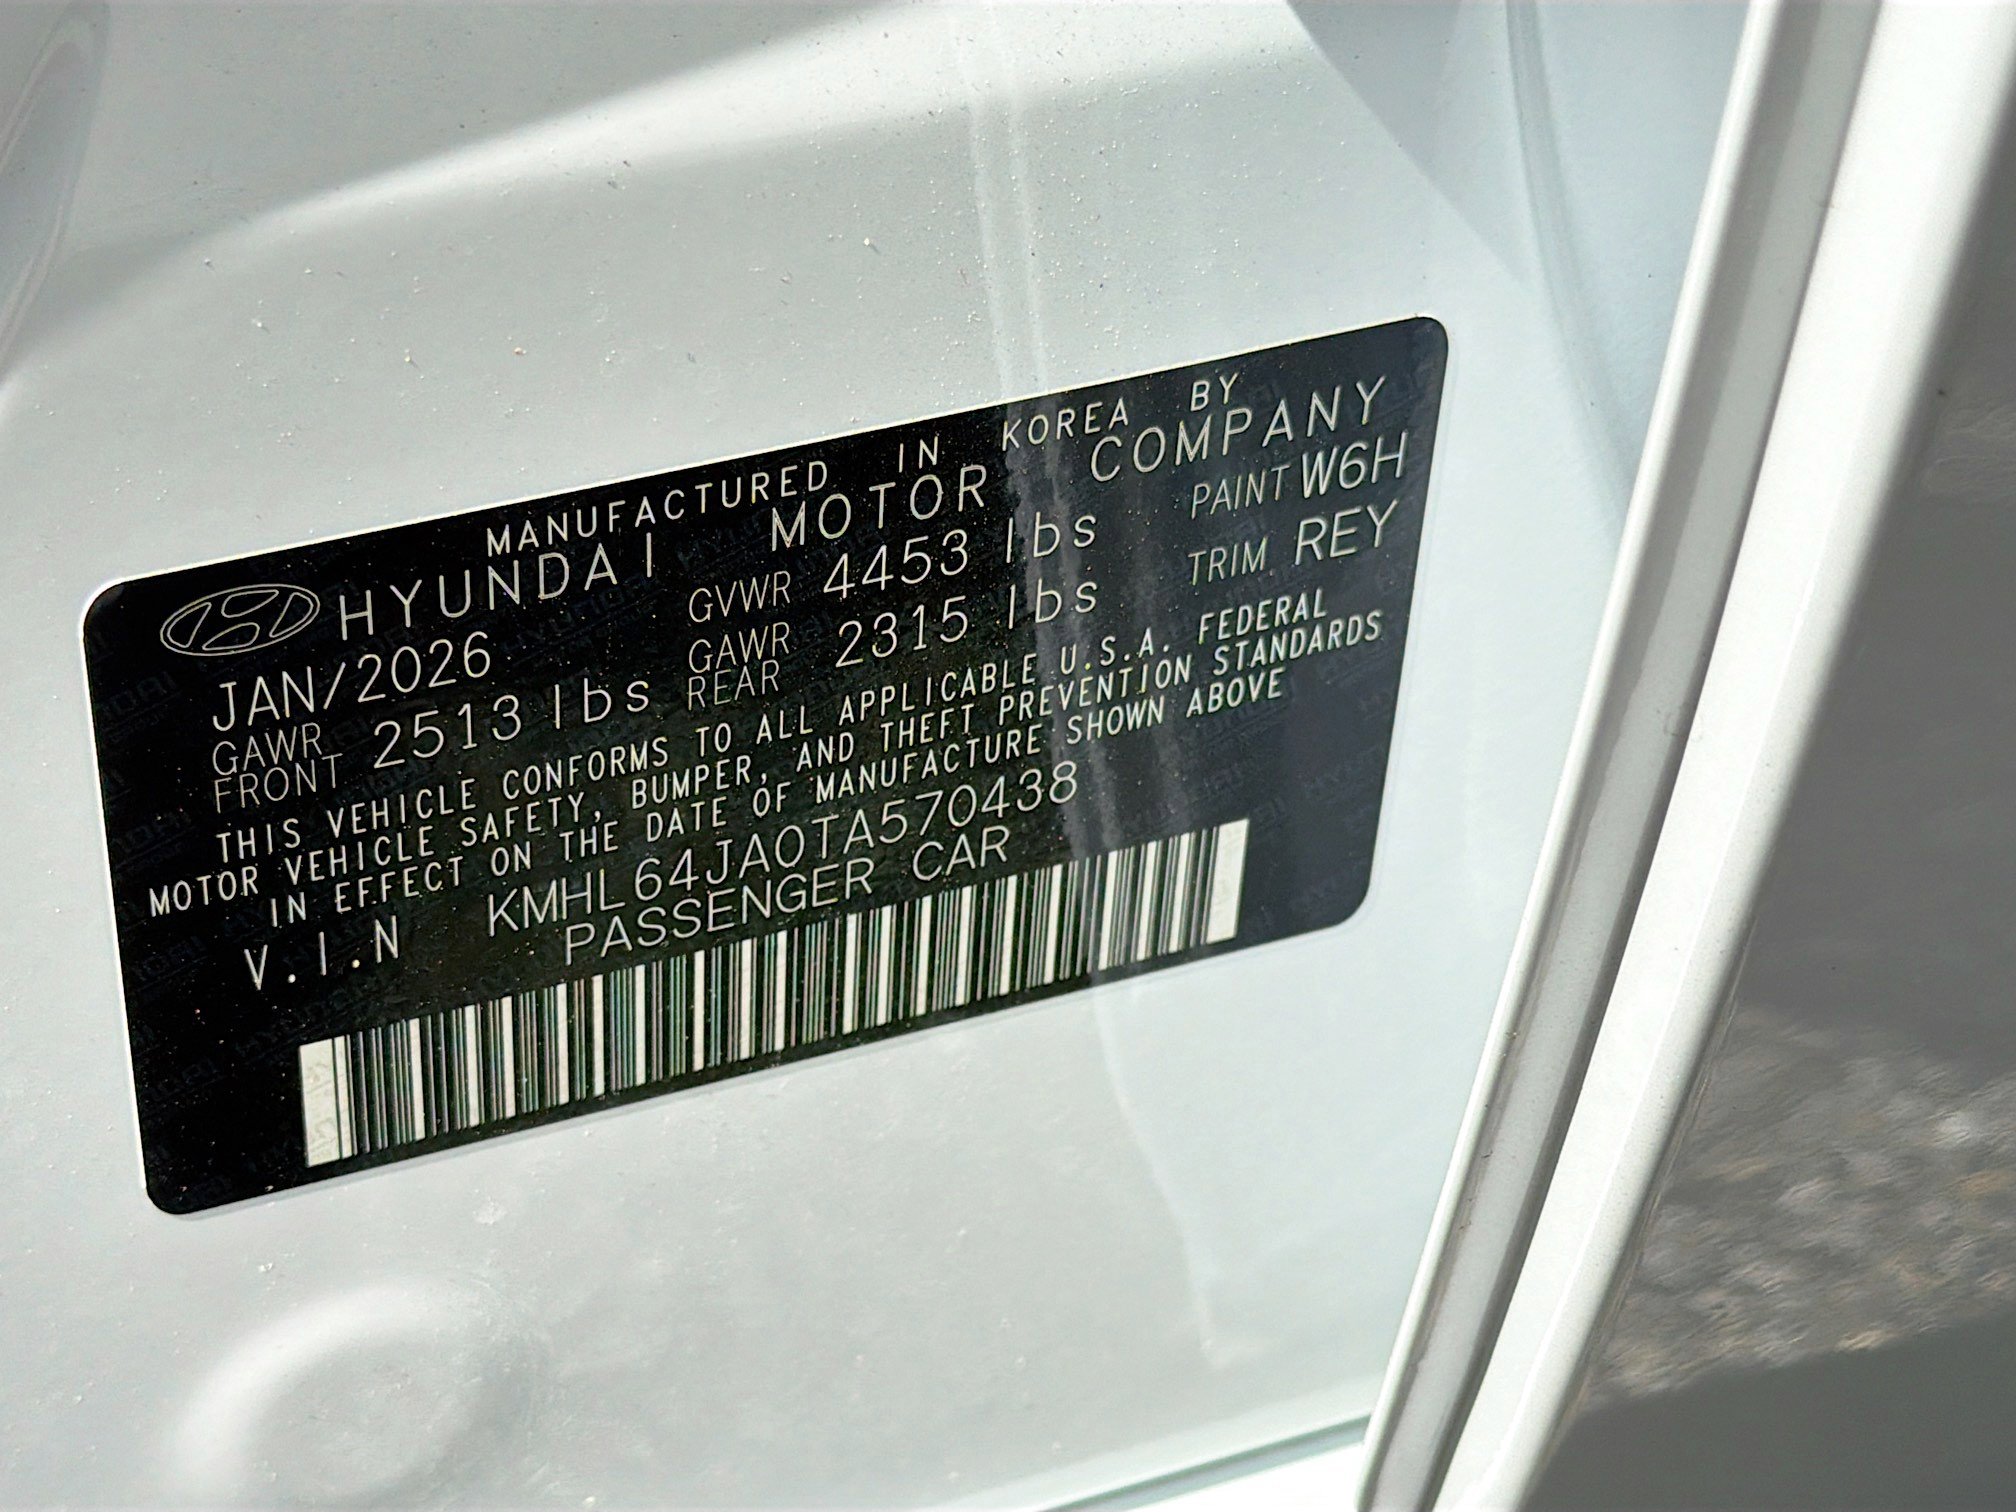 MANUFACTURED IN KOREA BY
HYUNDAI MOTOR COMPANY
JAN/2026 GVWR 4453 lbs PAINT W6H
GAWR FRONT 2513 lbs GAWR REAR 2315 lbs TRIM REY
THIS VEHICLE CONFORMS TO ALL APPLICABLE U.S.A. FEDERAL
MOTOR VEHICLE SAFETY, BUMPER, AND THEFT PREVENTION STANDARDS
IN EFFECT ON THE DATE OF MANUFACTURE SHOWN ABOVE
V.I.N KMHL64JA0TA570438
PASSENGER CAR